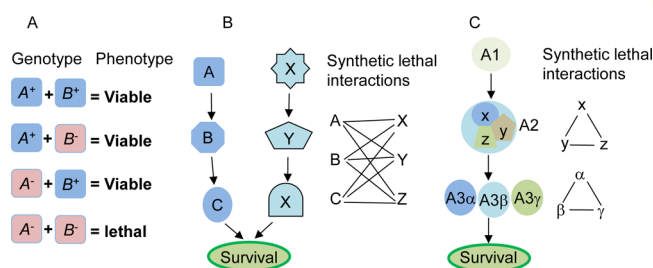 A
Genotype Phenotype
A⁺ + B⁺ = Viable
A⁺ + B⁻ = Viable
A⁻ + B⁺ = Viable
A⁻ + B⁻ = lethal
B
A X
B Y
C X
Survival
Synthetic lethal
interactions
A X
B Y
C Z
C
A1
x
y
z
A2
A3α A3β A3γ
Survival
Synthetic lethal
interactions
x
y z
α
β γ